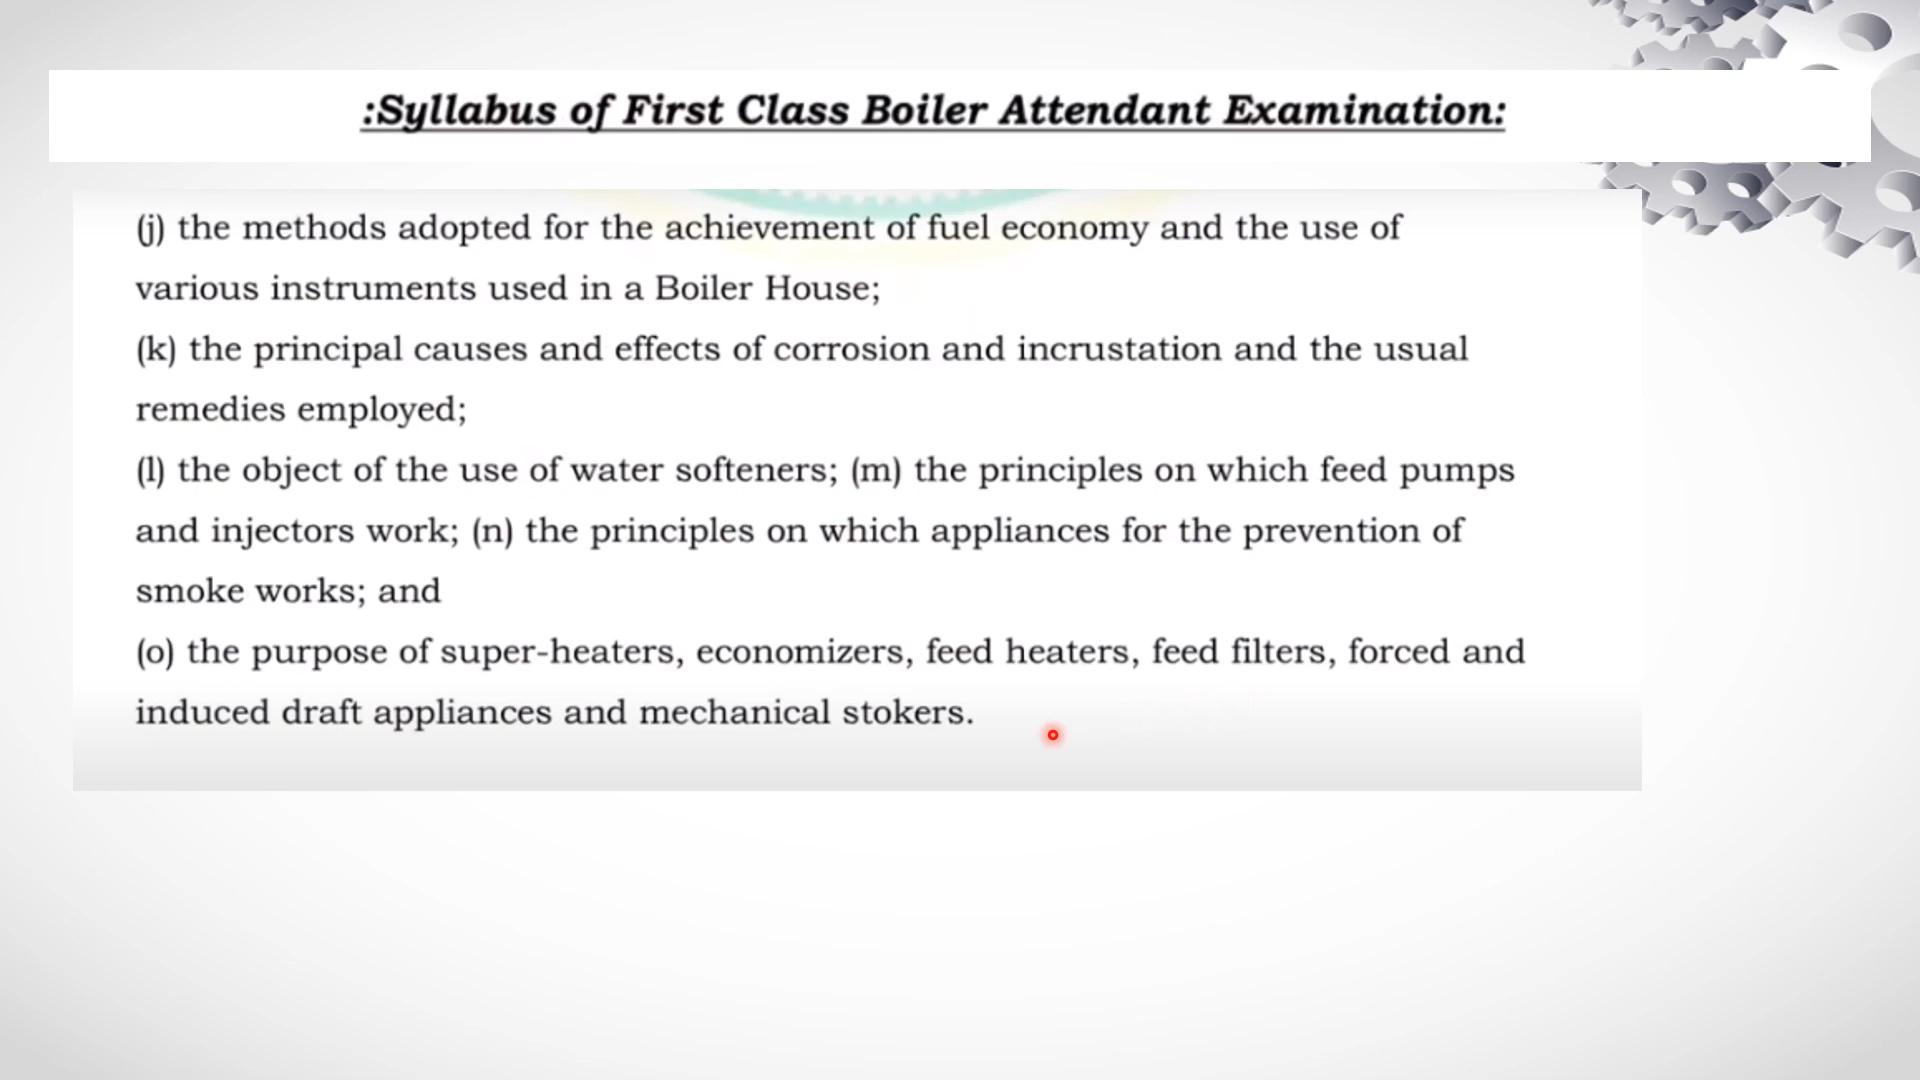 :Syllabus of First Class Boiler Attendant Examination:
(j) the methods adopted for the achievement of fuel economy and the use of
various instruments used in a Boiler House;
(k) the principal causes and effects of corrosion and incrustation and the usual
remedies employed;
(l) the object of the use of water softeners; (m) the principles on which feed pumps
and injectors work; (n) the principles on which appliances for the prevention of
smoke works; and
(o) the purpose of super-heaters, economizers, feed heaters, feed filters, forced and
induced draft appliances and mechanical stokers.